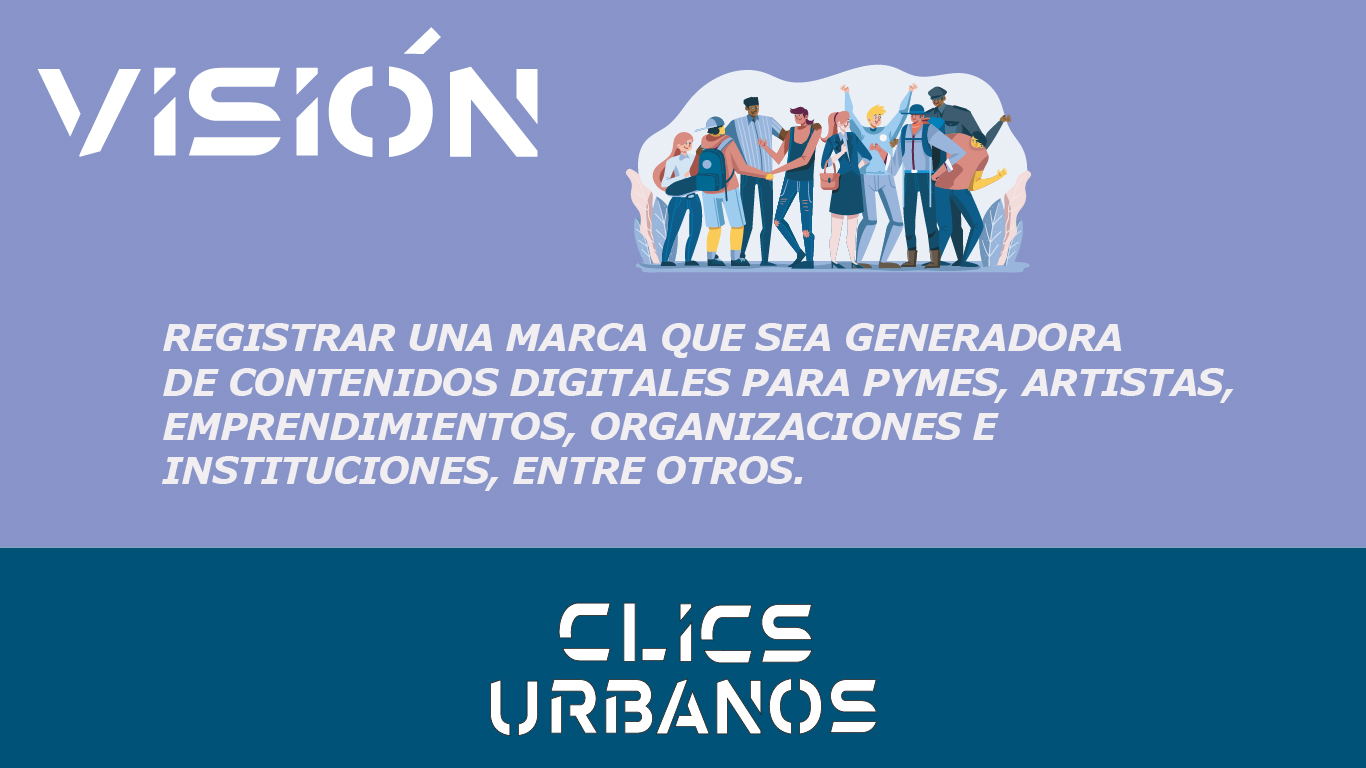 VISIÓN
REGISTRAR UNA MARCA QUE SEA GENERADORA
DE CONTENIDOS DIGITALES PARA PYMES, ARTISTAS,
EMPRENDIMIENTOS, ORGANIZACIONES E
INSTITUCIONES, ENTRE OTROS.
CLICS
URBANOS